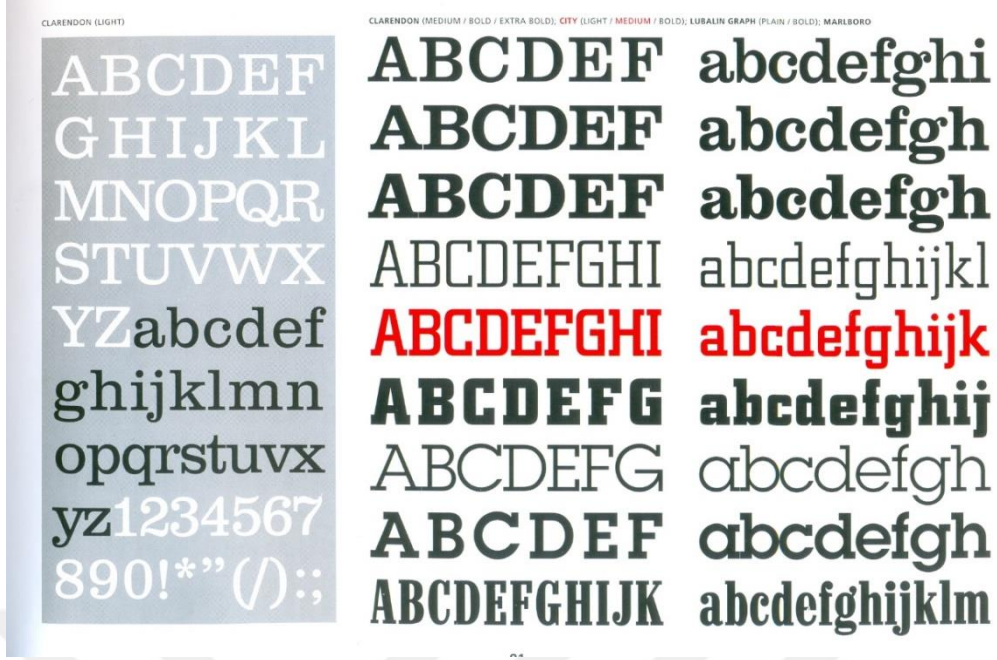 CLARENDON (LIGHT)
ABCDEF
GHIJKL
MNOPQR
STUVWX
YZabcdef
ghijklmn
opqrstuvx
yz1234567
890!*”(/):;
CLARENDON (MEDIUM / BOLD / EXTRA BOLD); CITY (LIGHT / MEDIUM / BOLD); LUBALIN GRAPH (PLAIN / BOLD); MARLBORO
ABCDEF abcdefghi
ABCDEF abcdefgh
ABCDEF abcdefgh
ABCDEFGHI abcdefghijkl
ABCDEFGHI abcdefghijk
ABCDEFG abcdefghij
ABCDEFG abcdefgh
ABCDEF abcdefgh
ABCDEFGHIJK abcdefghijklm